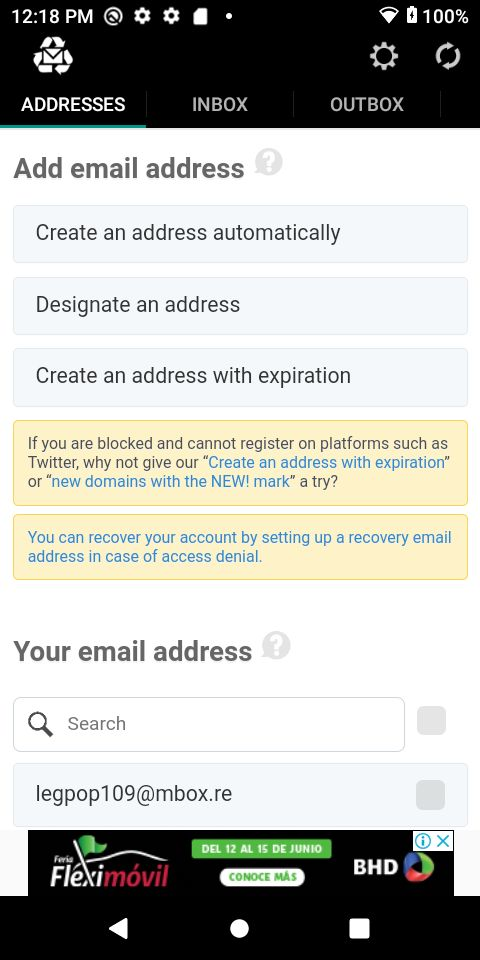 12:18 PM
100%
ADDRESSES
INBOX
OUTBOX
Add email address ?
Create an address automatically
Designate an address
Create an address with expiration
If you are blocked and cannot register on platforms such as
Twitter, why not give our “Create an address with expiration”
or “new domains with the NEW! mark” a try?
You can recover your account by setting up a recovery email
address in case of access denial.
Your email address ?
Search
legpop109@mbox.re
Feria
Fleximóvil
DEL 12 AL 15 DE JUNIO
CONOCE MÁS
BHD